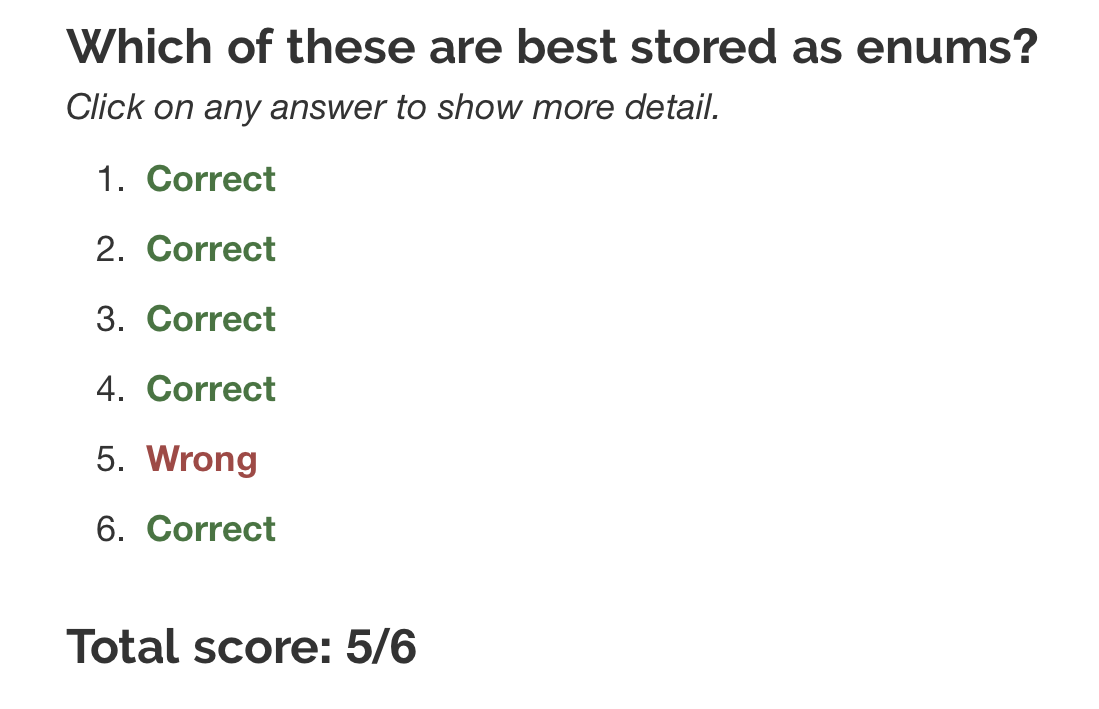 Which of these are best stored as enums?
Click on any answer to show more detail.
1. Correct
2. Correct
3. Correct
4. Correct
5. Wrong
6. Correct
Total score: 5/6